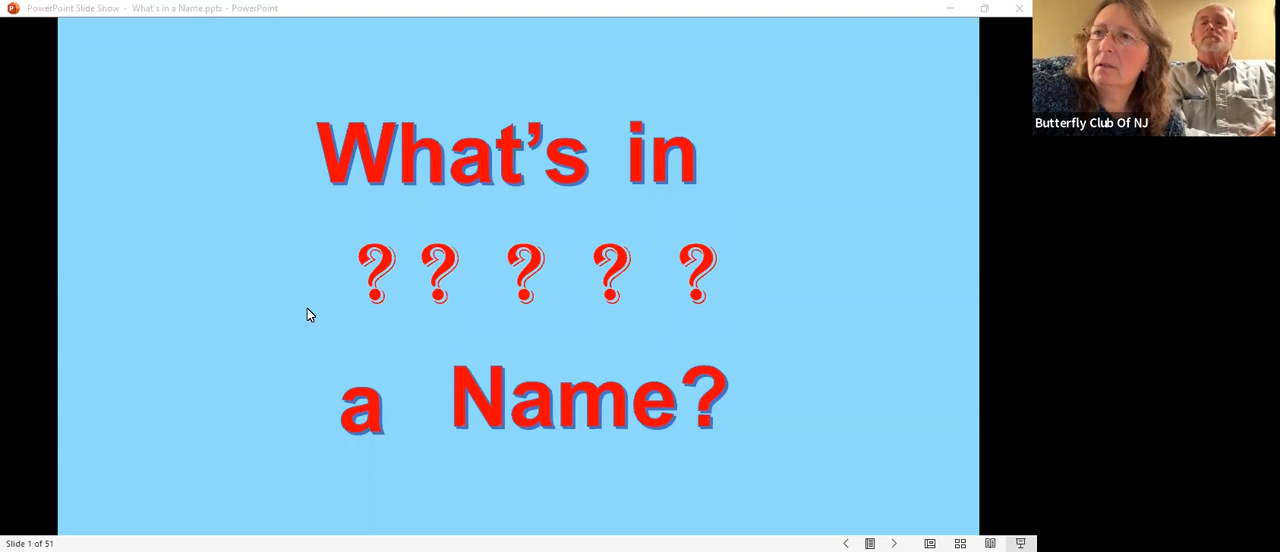 PowerPoint Slide Show - What's in a Name.pptx - PowerPoint
What's in
? ? ? ? ?
a Name?
Butterfly Club Of NJ
Slide 1 of 51